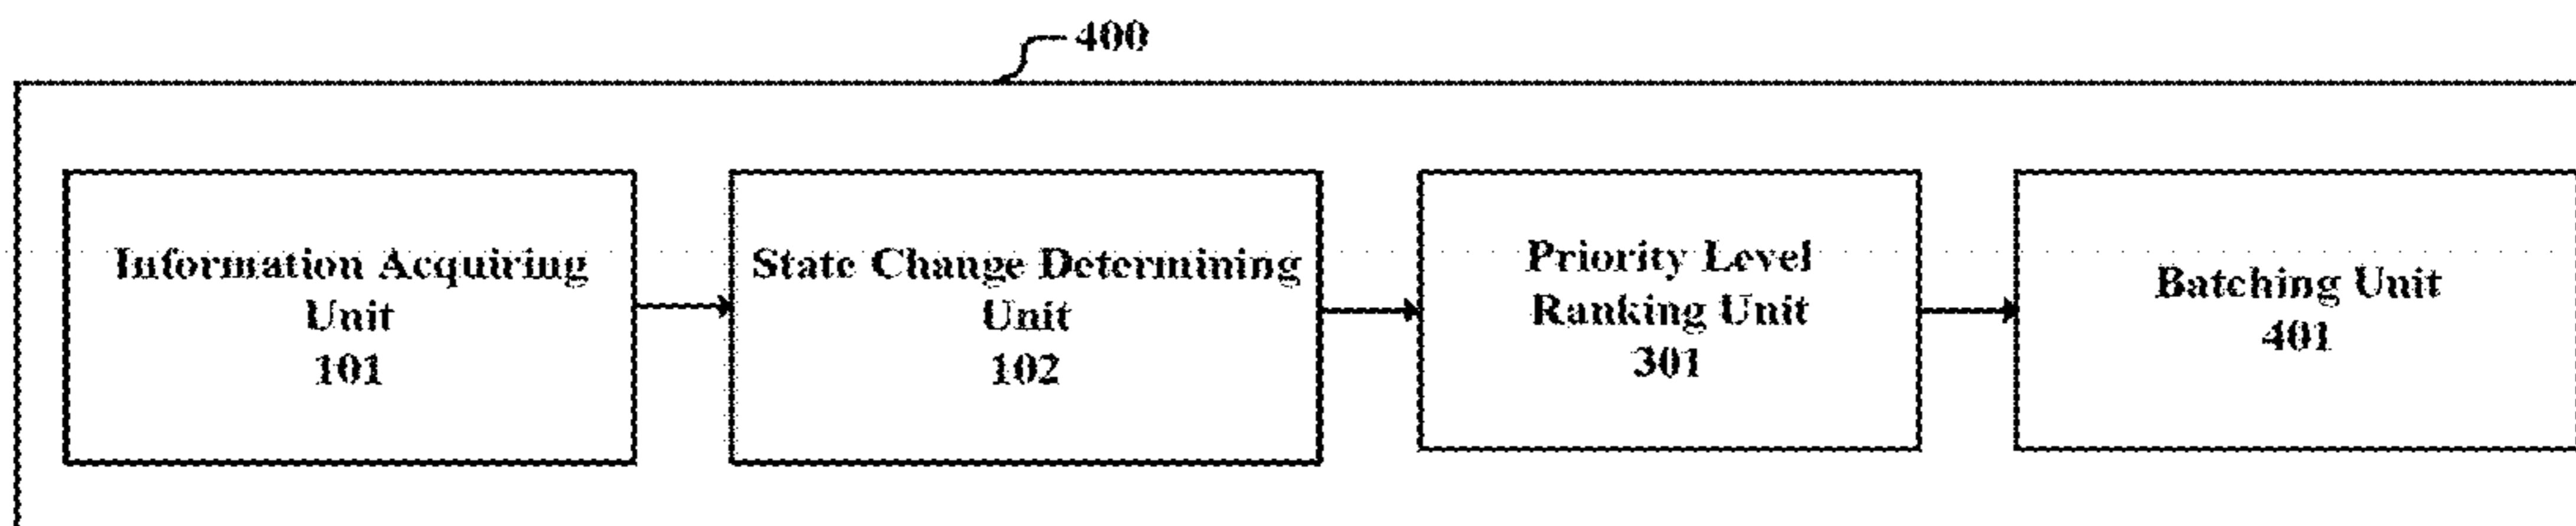 400
Information Acquiring
Unit
101
State Change Determining
Unit
102
Priority Level
Ranking Unit
301
Batching Unit
401